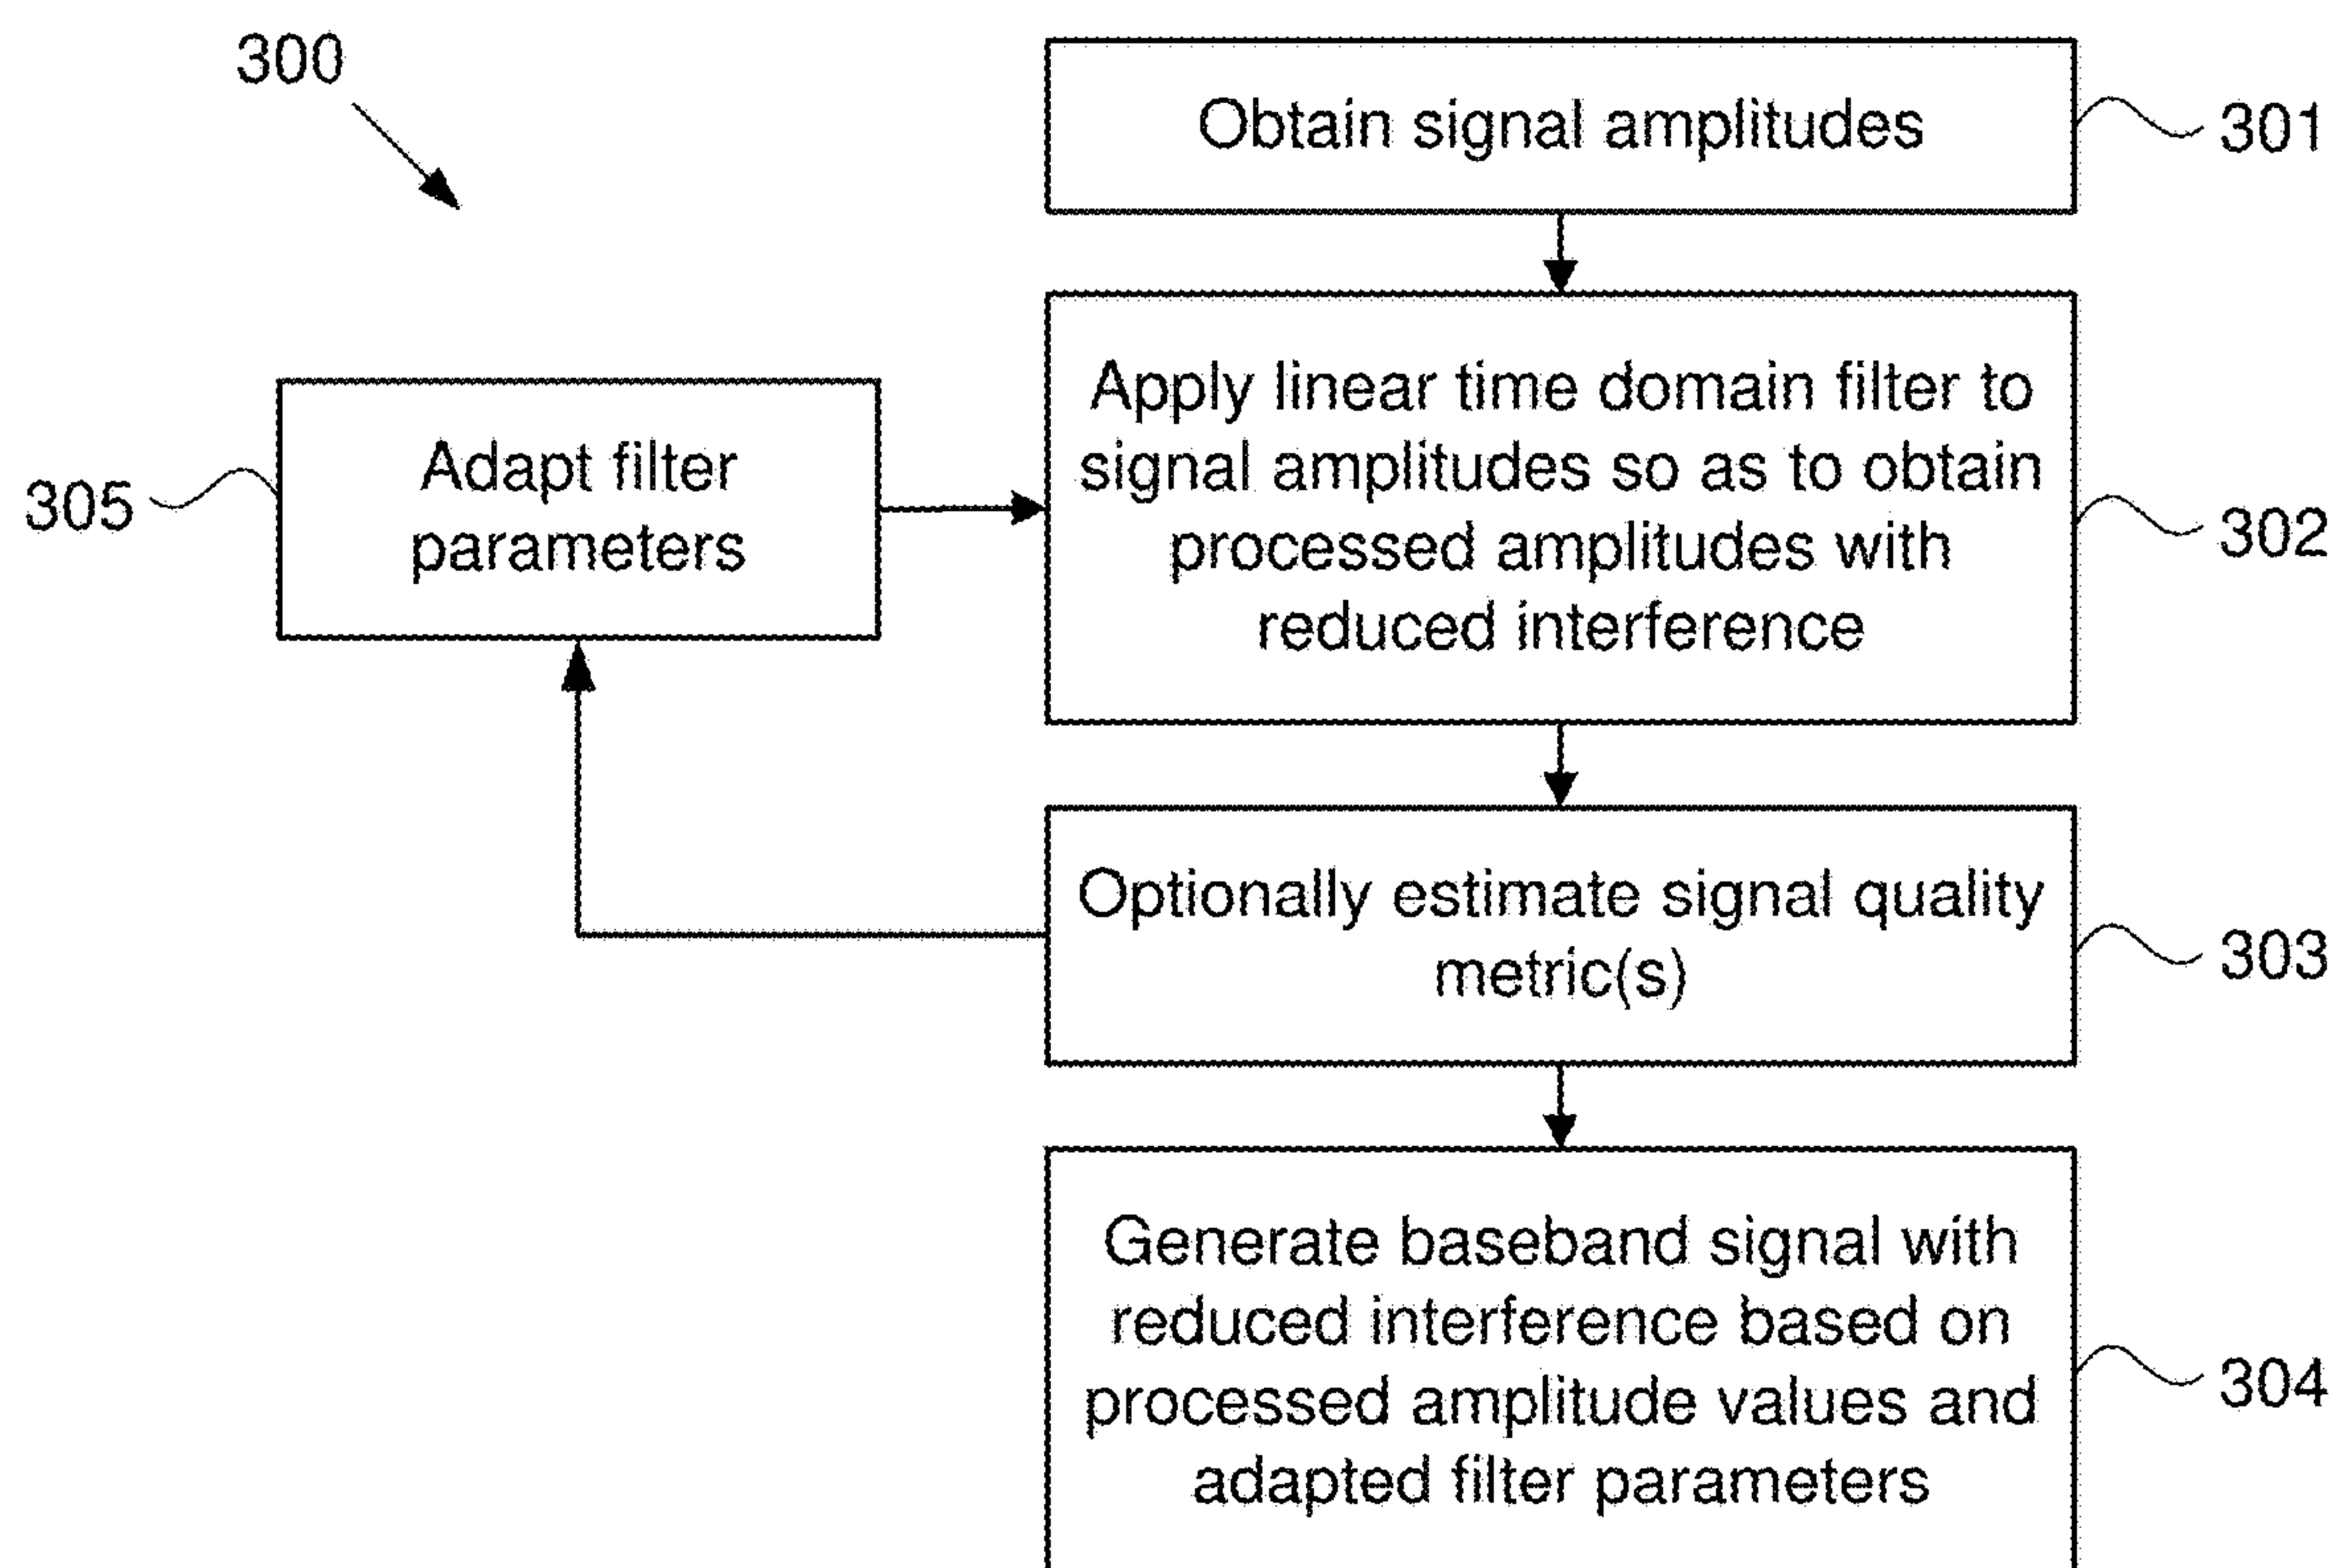 300
Obtain signal amplitudes
301
Apply linear time domain filter to
signal amplitudes so as to obtain
processed amplitudes with
reduced interference
302
Adapt filter
parameters
305
Optionally estimate signal quality
metric(s)
303
Generate baseband signal with
reduced interference based on
processed amplitude values and
adapted filter parameters
304